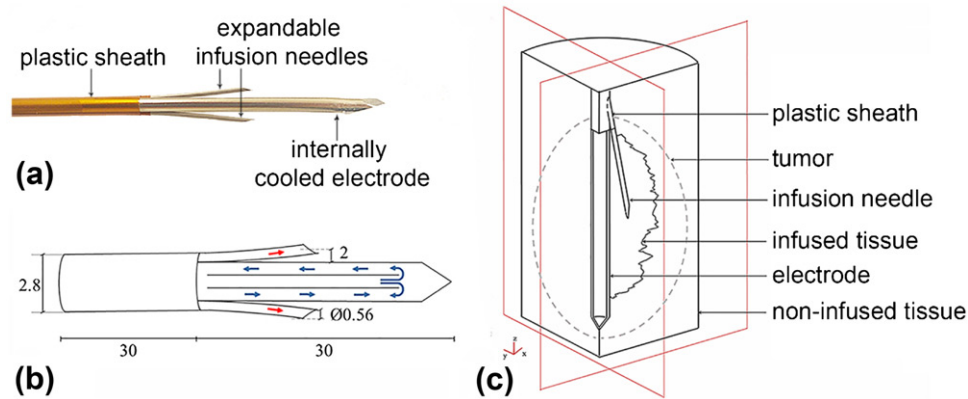 (a)
expandable
infusion needles
plastic sheath
internally
cooled electrode
(b)
2.8
2
Ø0.56
30
30
(c)
plastic sheath
tumor
infusion needle
infused tissue
electrode
non-infused tissue
z
y
x